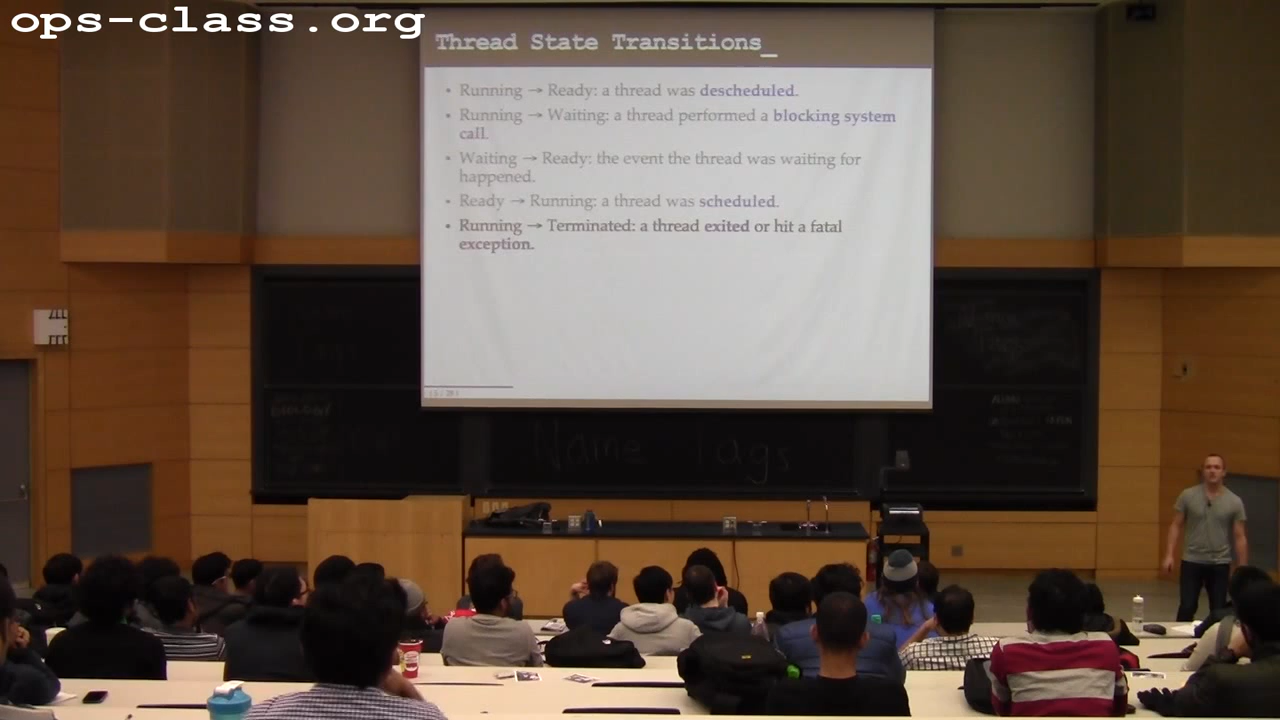 ops-class.org
Thread State Transitions_
• Running → Ready: a thread was descheduled.
• Running → Waiting: a thread performed a blocking system
call.
• Waiting → Ready: the event the thread was waiting for
happened.
• Ready → Running: a thread was scheduled.
• Running → Terminated: a thread exited or hit a fatal
exception.
Name Tags